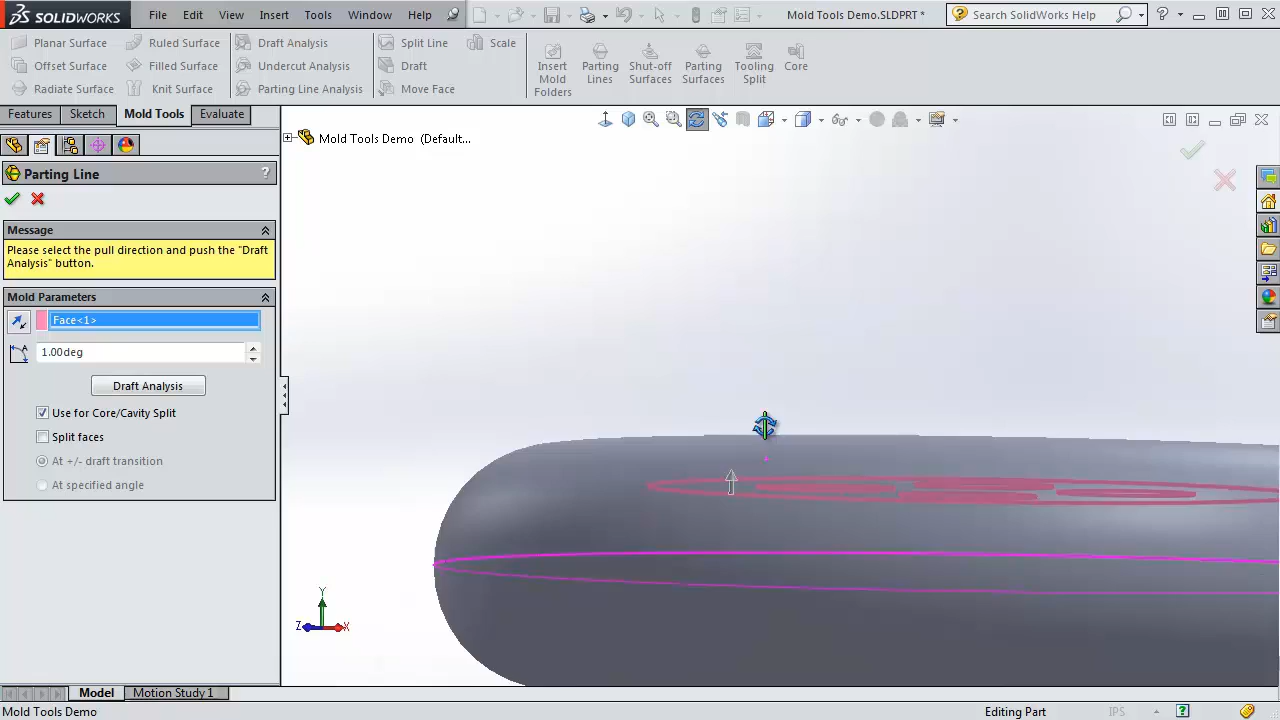 SOLIDWORKS File Edit View Insert Tools Window Help Mold Tools Demo.SLDPRT * Search SolidWorks Help
Planar Surface Ruled Surface Draft Analysis Split Line Scale
Offset Surface Filled Surface Undercut Analysis Draft
Radiate Surface Knit Surface Parting Line Analysis Move Face
Insert Mold Folders
Parting Lines
Shut-off Surfaces
Parting Surfaces
Tooling Split
Core
Features Sketch Mold Tools Evaluate
Mold Tools Demo (Default...
Parting Line ?
Message
Please select the pull direction and push the "Draft
Analysis" button.
Mold Parameters
Face<1>
1.00deg
Draft Analysis
Use for Core/Cavity Split
Split faces
At +/- draft transition
At specified angle
Y
Z X
Model Motion Study 1
Mold Tools Demo Editing Part IPS